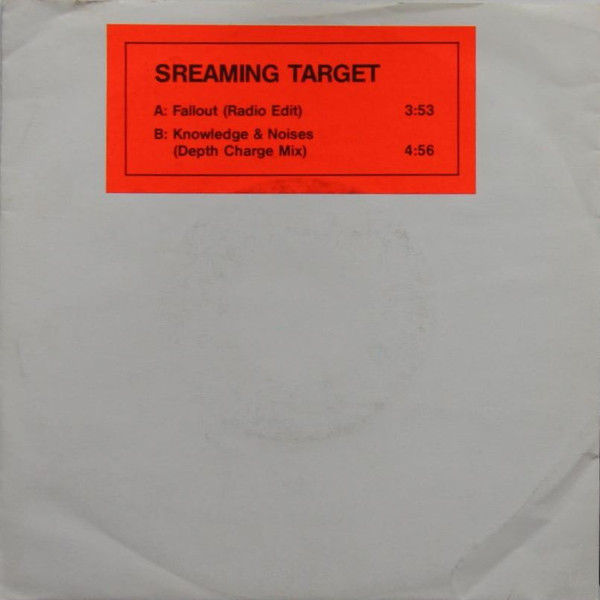 SREAMING TARGET
A: Fallout (Radio Edit) 3:53
B: Knowledge & Noises
(Depth Charge Mix) 4:56